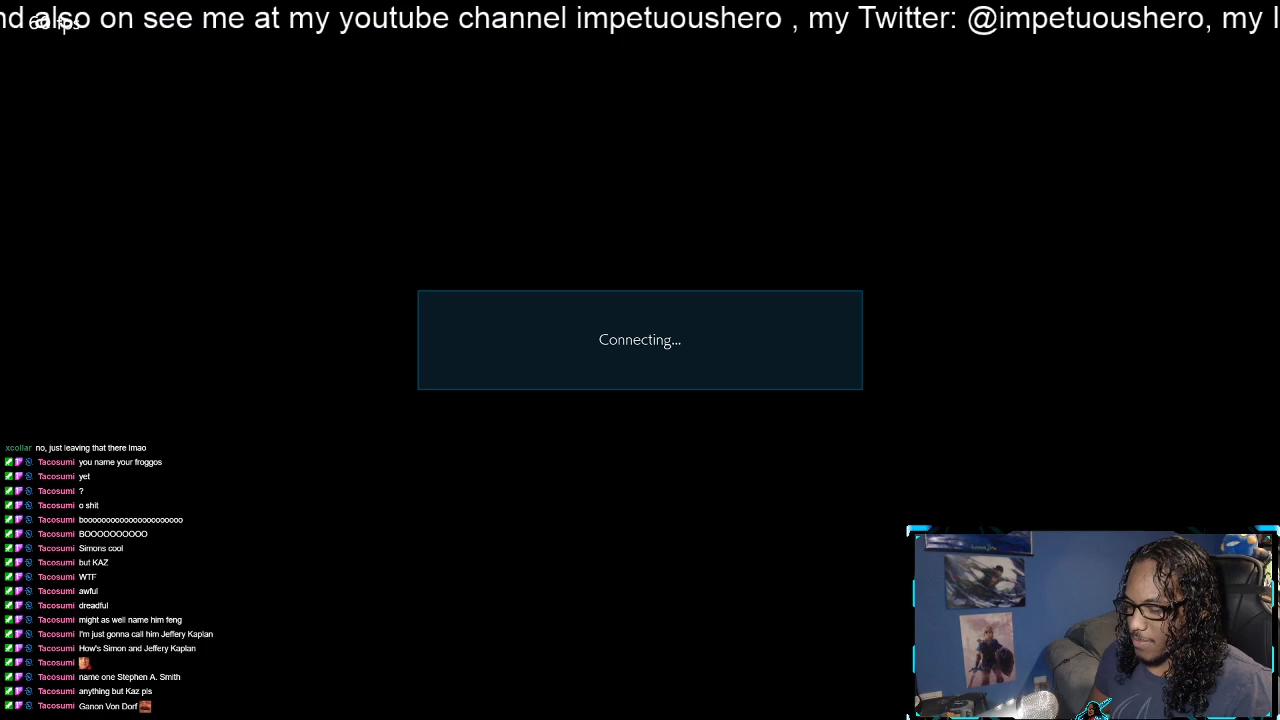 nd also on see me at my youtube channel impetuoushero , my Twitter: @impetuoushero, my I
60 fps
Connecting...
xcollar no, just leaving that there lmao
Tacosumi you name your froggos
Tacosumi yet
Tacosumi ?
Tacosumi o shit
Tacosumi booooooooooooooooooooooo
Tacosumi BOOOOOOOOOO
Tacosumi Simons cool
Tacosumi but KAZ
Tacosumi WTF
Tacosumi awful
Tacosumi dreadful
Tacosumi might as well name him feng
Tacosumi I'm just gonna call him Jeffery Kaplan
Tacosumi How's Simon and Jeffery Kaplan
Tacosumi
Tacosumi name one Stephen A. Smith
Tacosumi anything but Kaz pls
Tacosumi Ganon Von Dorf